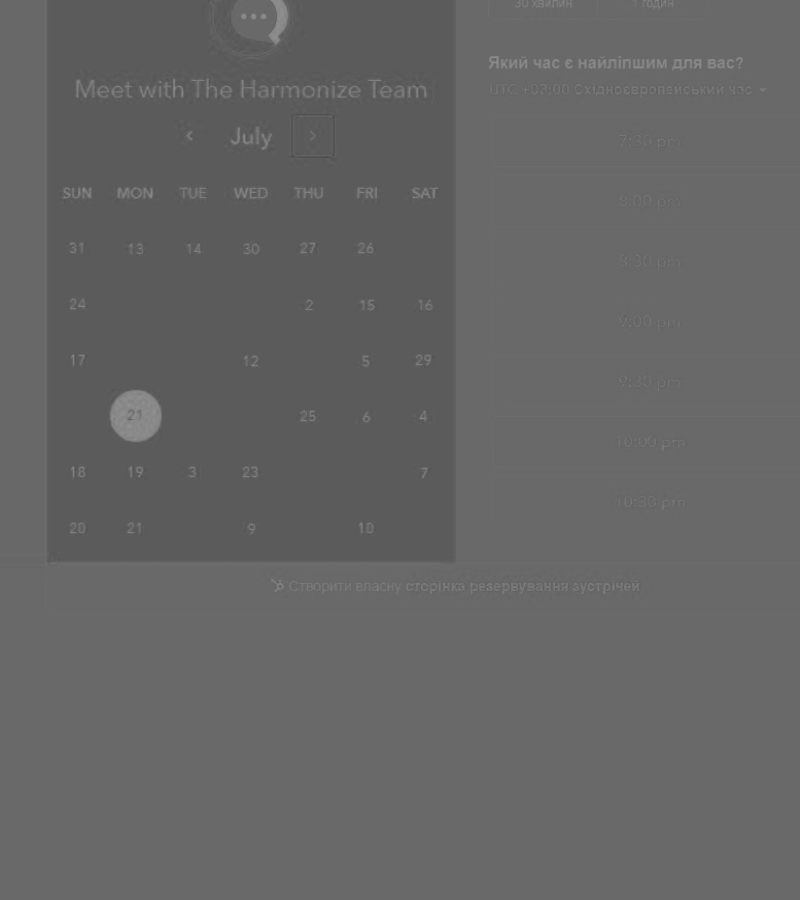 30 хвилин 1 годин
Який час є найліпшим для вас?
UTC +02:00 Східноєвропейський час
Meet with The Harmonize Team
July
SUN MON TUE WED THU FRI SAT
31 13 14 30 27 26
24 2 15 16
17 12 5 29
21 25 6 4
18 19 3 23 7
20 21 9 10
7:30 pm
8:00 pm
8:30 pm
9:00 pm
9:30 pm
10:00 pm
10:30 pm
Створити власну сторінка резервування зустрічей